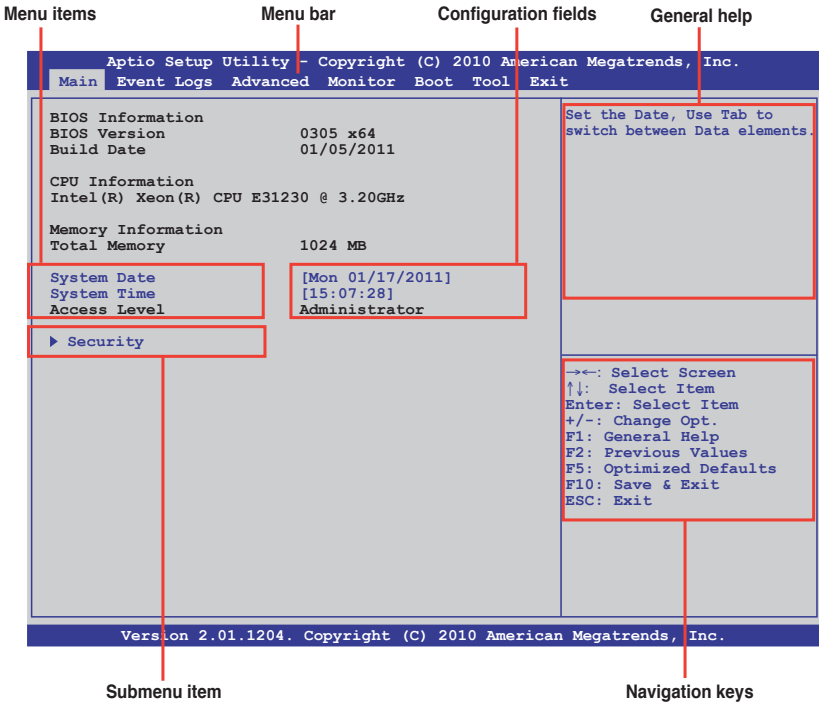 Menu items Menu bar Configuration fields General help
Aptio Setup Utility - Copyright (C) 2010 American Megatrends, Inc.
Main Event Logs Advanced Monitor Boot Tool Exit
BIOS Information
BIOS Version 0305 x64
Build Date 01/05/2011
CPU Information
Intel(R) Xeon(R) CPU E31230 @ 3.20GHz
Memory Information
Total Memory 1024 MB
System Date [Mon 01/17/2011]
System Time [15:07:28]
Access Level Administrator
Security
Set the Date, Use Tab to
switch between Data elements.
→←: Select Screen
↑↓: Select Item
Enter: Select Item
+/-: Change Opt.
F1: General Help
F2: Previous Values
F5: Optimized Defaults
F10: Save & Exit
ESC: Exit
Version 2.01.1204. Copyright (C) 2010 American Megatrends, Inc.
Submenu item Navigation keys